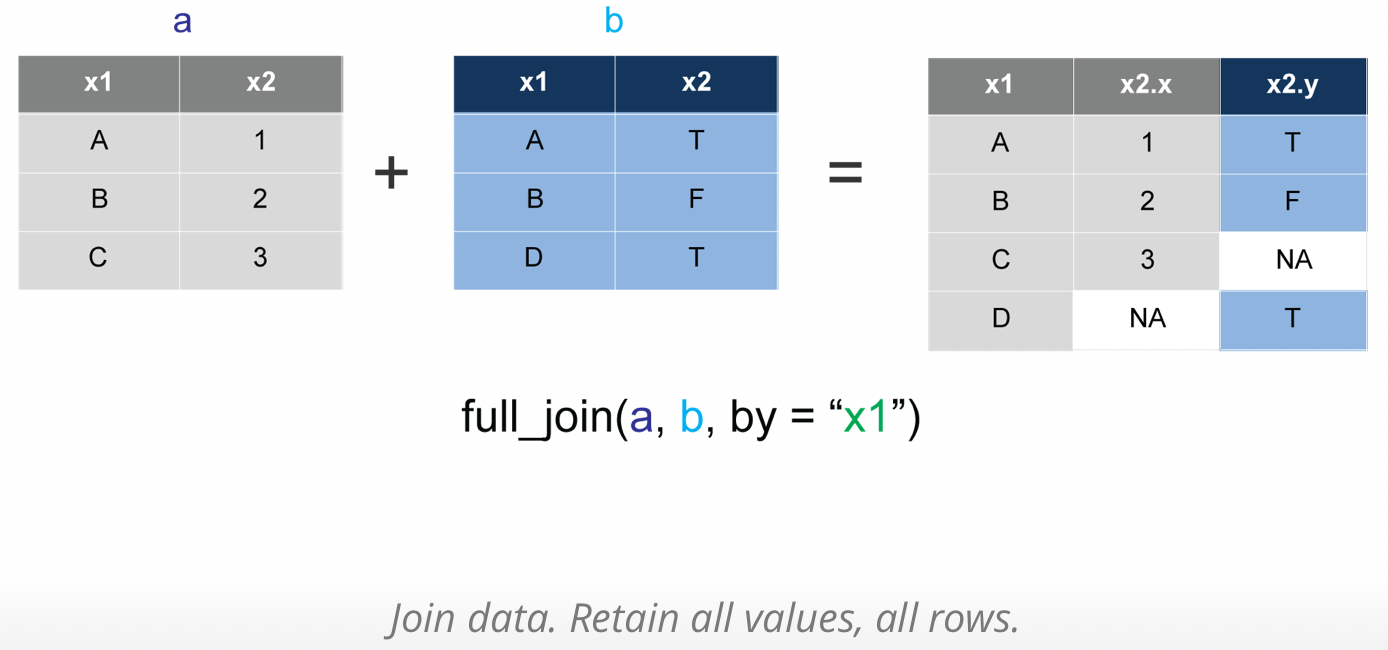 a b
x1 x2 x1 x2 x1 x2.x x2.y
A 1 A T A 1 T
+ =
B 2 B F B 2 F
C 3 D T C 3 NA
D NA T
full_join(a, b, by = “x1”)
Join data. Retain all values, all rows.